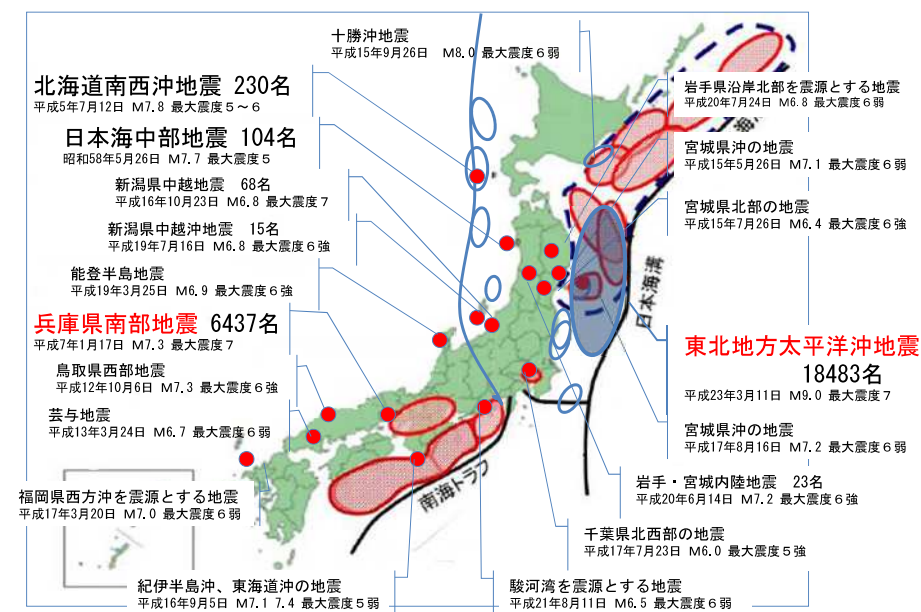 十勝沖地震
平成15年9月26日 M8.0 最大震度6弱
北海道南西沖地震 230名
平成5年7月12日 M7.8 最大震度5～6
日本海中部地震 104名
昭和58年5月26日 M7.7 最大震度5
新潟県中越地震 68名
平成16年10月23日 M6.8 最大震度7
新潟県中越沖地震 15名
平成19年7月16日 M6.8 最大震度6強
能登半島地震
平成19年3月25日 M6.9 最大震度6強
兵庫県南部地震 6437名
平成7年1月17日 M7.3 最大震度7
鳥取県西部地震
平成12年10月6日 M7.3 最大震度6強
芸予地震
平成13年3月24日 M6.7 最大震度6弱
福岡県西方沖を震源とする地震
平成17年3月20日 M7.0 最大震度6弱
紀伊半島沖、東海道沖の地震
平成16年9月5日 M7.1 7.4 最大震度5弱
岩手県沿岸北部を震源とする地震
平成20年7月24日 M6.8 最大震度6弱
宮城県沖の地震
平成15年5月26日 M7.1 最大震度6弱
宮城県北部の地震
平成15年7月26日 M6.4 最大震度6強
日本海溝
東北地方太平洋沖地震
18483名
平成23年3月11日 M9.0 最大震度7
宮城県沖の地震
平成17年8月16日 M7.2 最大震度6弱
岩手・宮城内陸地震 23名
平成20年6月14日 M7.2 最大震度6強
千葉県北西部の地震
平成17年7月23日 M6.0 最大震度5強
駿河湾を震源とする地震
平成21年8月11日 M6.5 最大震度6弱
南海トラフ